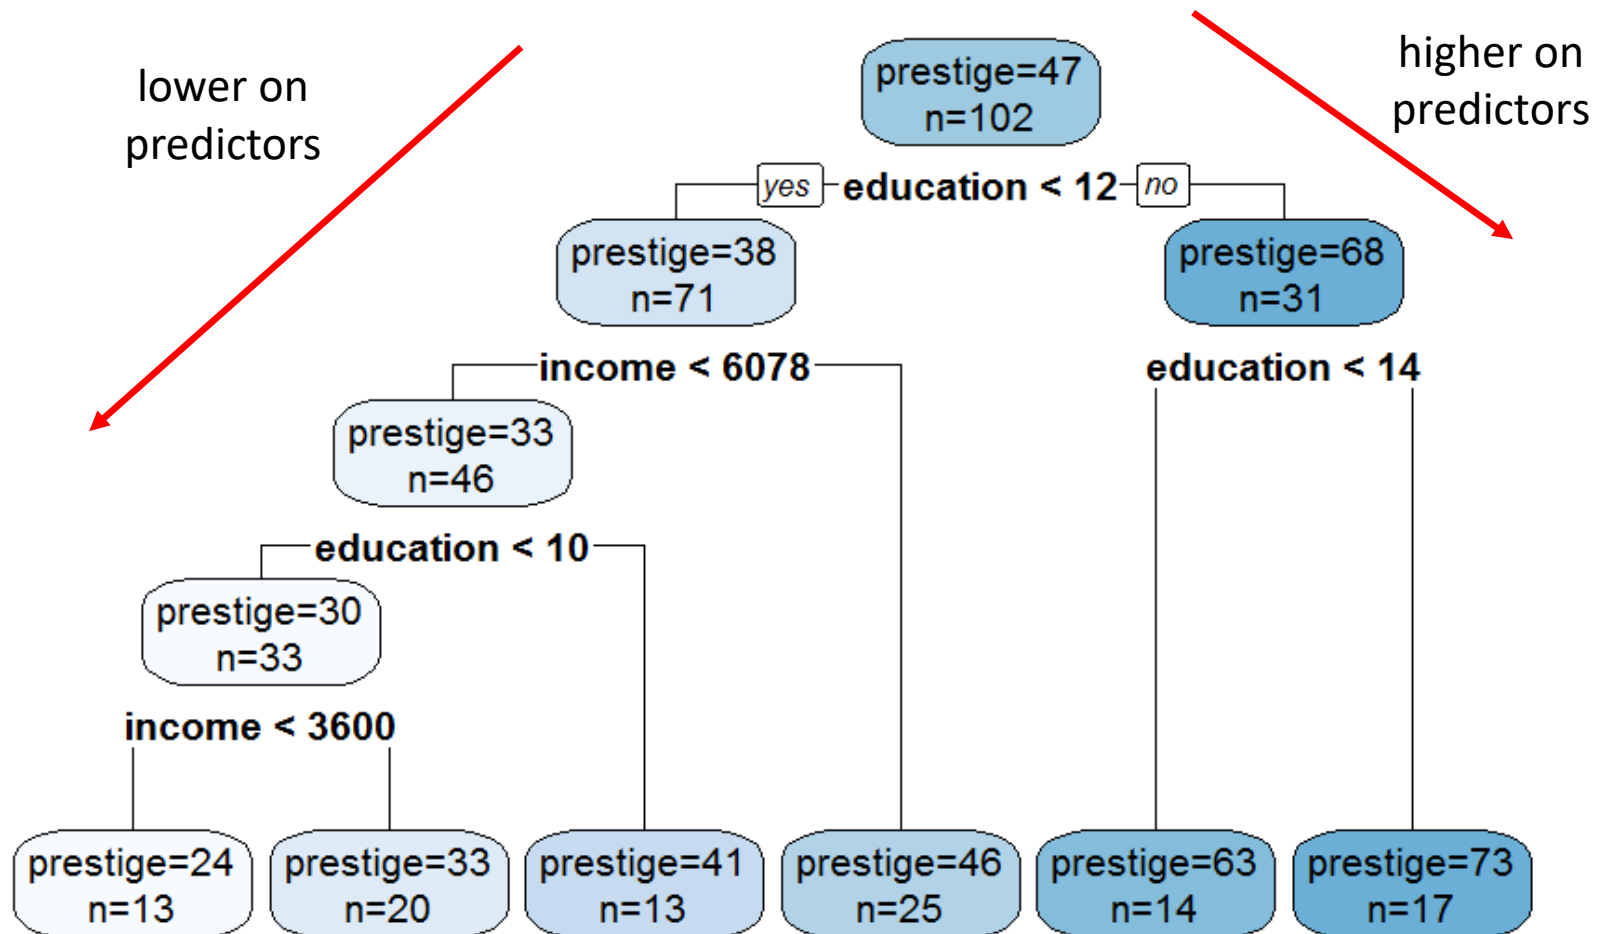 lower on
predictors
higher on
predictors
prestige=47
n=102
yes education < 12 no
prestige=38
n=71
prestige=68
n=31
income < 6078
education < 14
prestige=33
n=46
education < 10
prestige=30
n=33
income < 3600
prestige=24
n=13
prestige=33
n=20
prestige=41
n=13
prestige=46
n=25
prestige=63
n=14
prestige=73
n=17